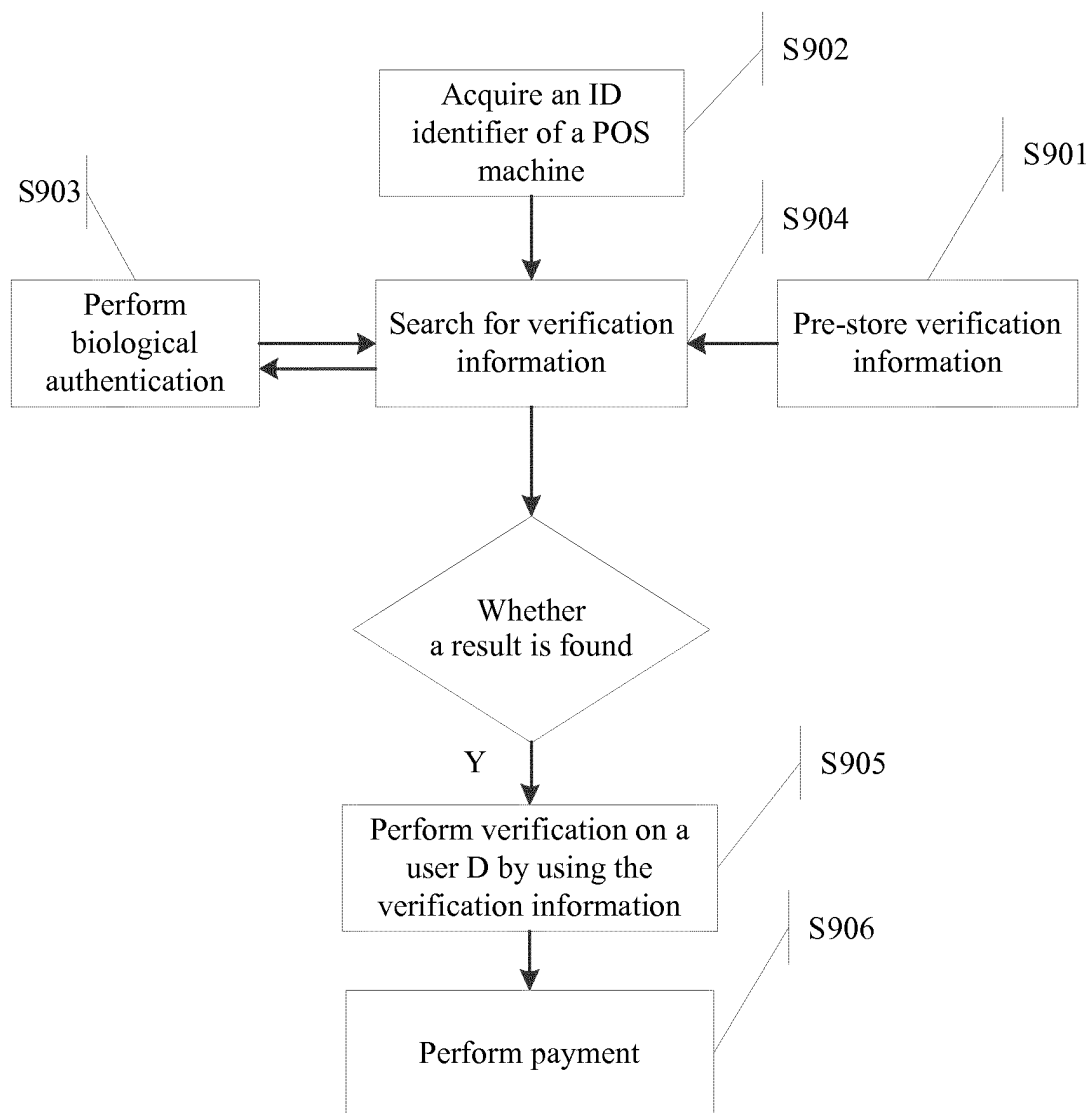 S902
Acquire an ID
identifier of a POS
machine
S901
S903
S904
Perform
biological
authentication
Search for verification
information
Pre-store verification
information
Whether
a result is found
Y
S905
Perform verification on a
user D by using the
verification information
S906
Perform payment